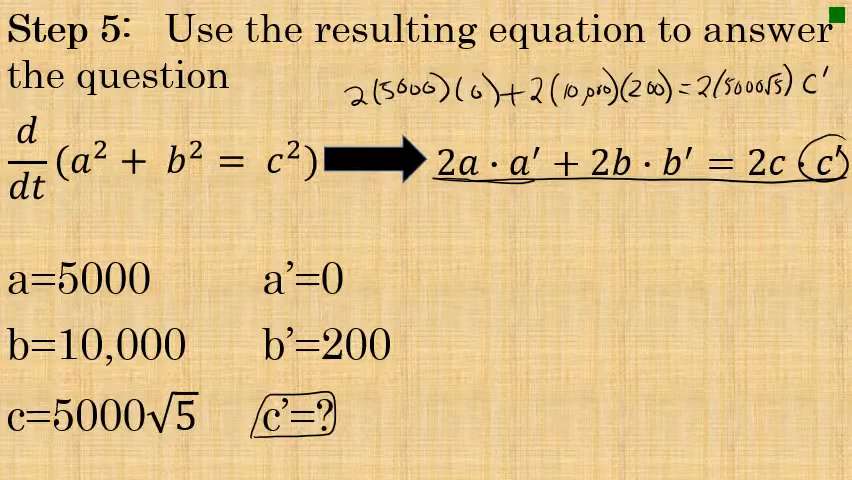 Step 5: Use the resulting equation to answer
the question
2(5000)(0)+2(10,000)(200)=2(5000√5) c'
d/dt (a² + b² = c²) 2a · a′ + 2b · b′ = 2c · c′
a=5000 a’=0
b=10,000 b’=200
c=5000√5 c’=?